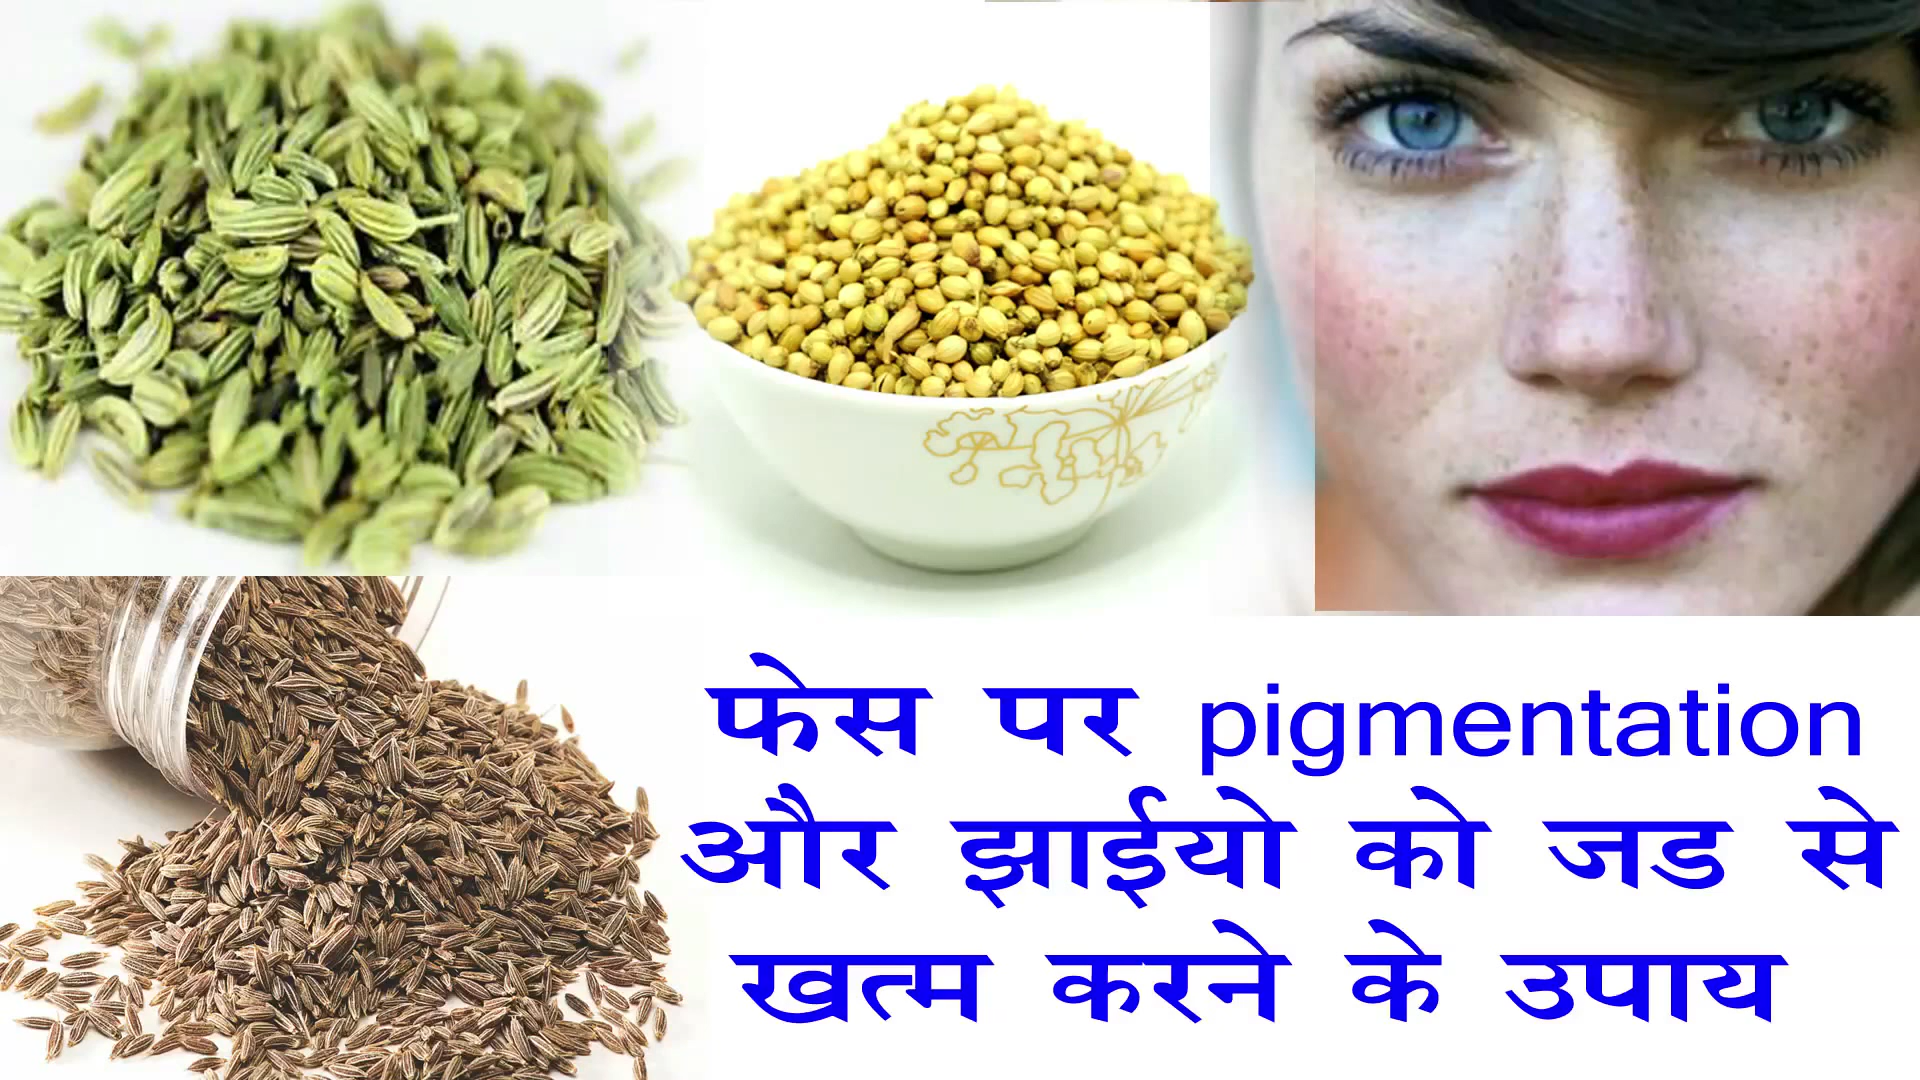 फेस पर pigmentation
और झाईयो को जड से
खत्म करने के उपाय